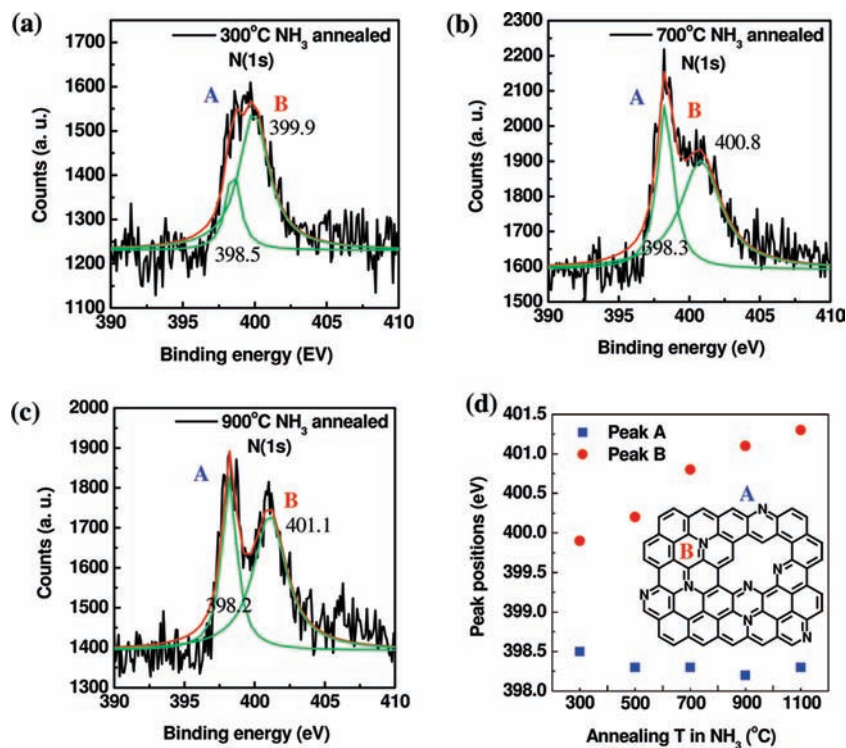 (a)
300°C NH₃ annealed
N(1s)
A
B
399.9
398.5
Counts (a. u.)
1750
1600
1500
1400
1300
1200
1100
390 395 400 405 410
Binding energy (EV)
(b)
700°C NH₃ annealed
N(1s)
A
B
400.8
398.3
Counts (a. u.)
2300
2200
2100
2000
1900
1800
1700
1600
1500
390 395 400 405 410
Binding energy (eV)
(c)
900°C NH₃ annealed
N(1s)
A
B
401.1
398.2
Counts (a. u.)
2000
1900
1800
1700
1600
1500
1400
1300
390 395 400 405 410
Binding energy (eV)
(d)
Peak A
Peak B
A
N
B
N
N
N
N
N
N
N
Peak positions (eV)
401.5
401.0
400.5
400.0
399.5
399.0
398.5
398.0
300 500 700 900 1100
Annealing T in NH₃ (°C)